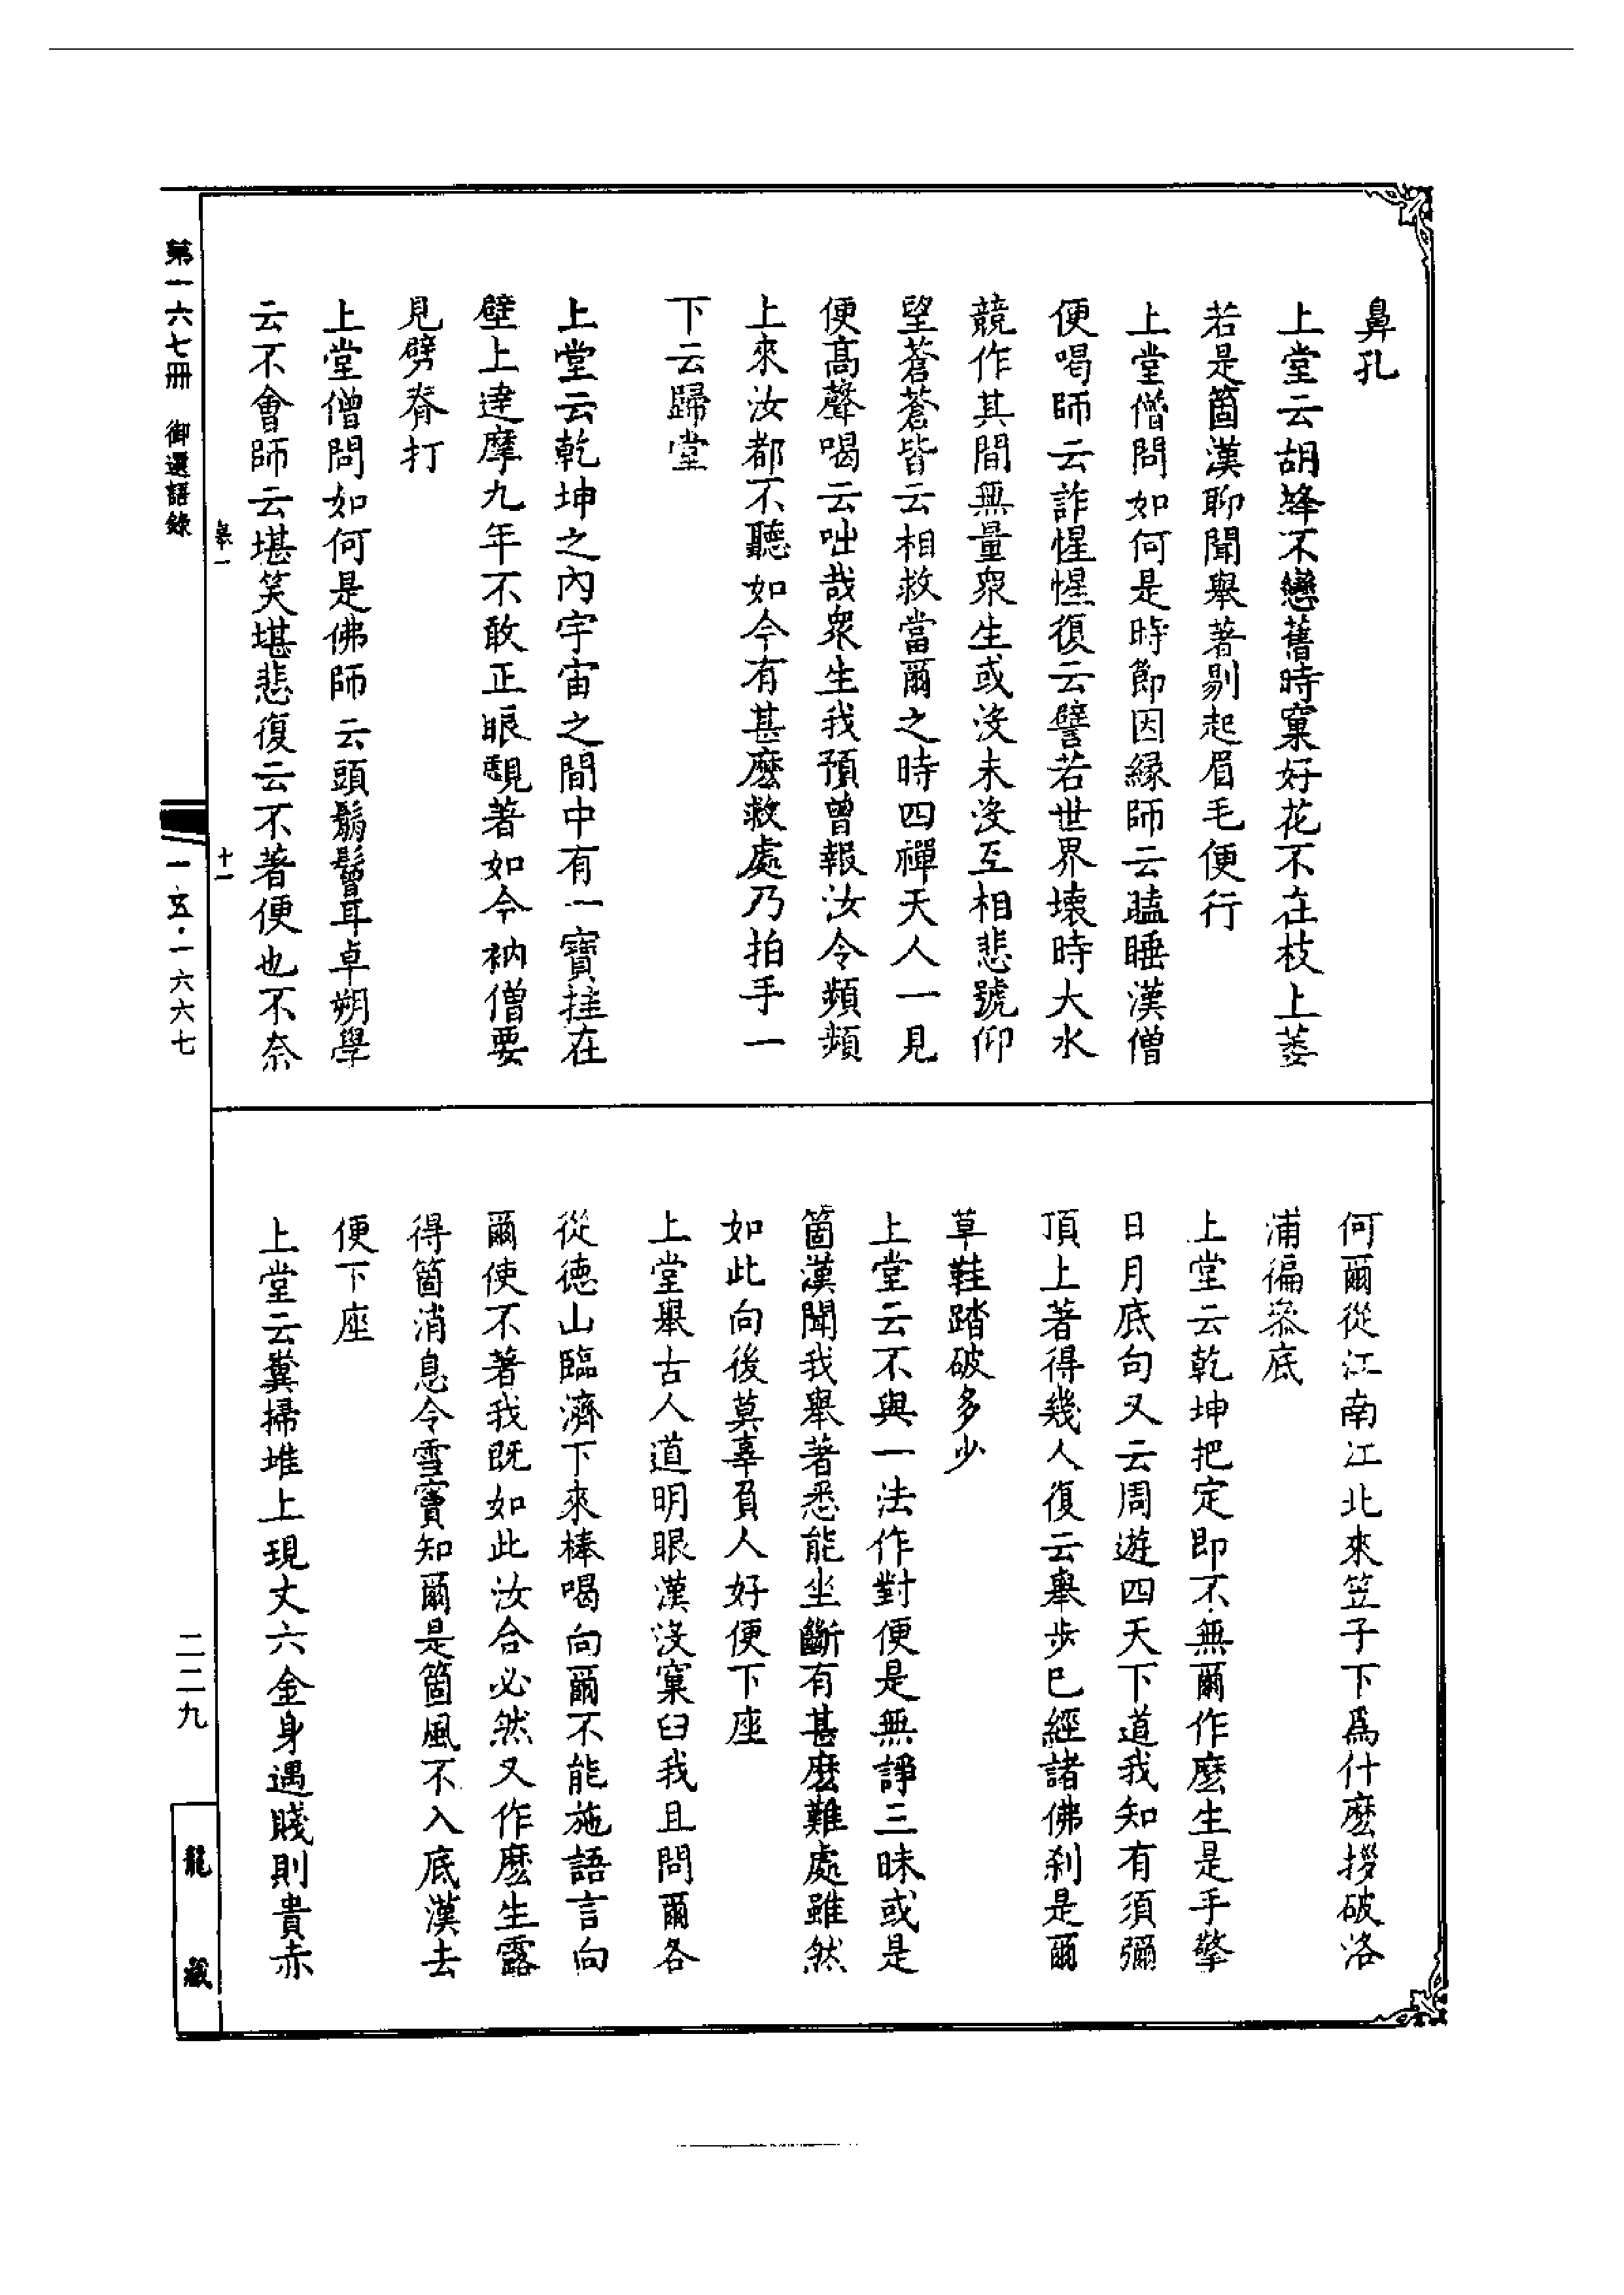 鼻孔
上堂云胡蜂不戀舊時窠好花不在枝上萎
若是箇漢聊聞舉著剔起眉毛便行
上堂僧問如何是時節因緣師云瞌睡漢僧
便喝師云詐惺惺復云譬若世界壞時大水
競作其間無量眾生或沒未沒互相悲號仰
望蒼蒼皆云相救當爾之時四禪天人一見
便高聲喝云咄哉眾生我預曾報汝令頻頻
上來汝都不聽如今有甚麼救處乃拍手一
下云歸堂
上堂云乾坤之內宇宙之間中有一寶挂在
壁上達摩九年不敢正眼覷著如今衲僧要
見劈脊打
上堂僧問如何是佛師云頭鬅鬙耳卓朔學
云不會師云堪笑堪悲復云不著便也不奈
何爾從江南江北來笠子下為什麼拶破洛
浦徧參底
上堂云乾坤把定即不無爾作麼生是手擎
日月底句又云周遊四天下道我知有須彌
頂上著得幾人復云舉步已經諸佛剎是爾
草鞋踏破多少
上堂云不與一法作對便是無諍三昧或是
箇漢聞我舉著悉能坐斷有甚麼難處雖然
如此向後莫辜負人好便下座
上堂舉古人道明眼漢沒窠臼我且問爾各
從德山臨濟下來棒喝向爾不能施語言向
爾使不著我既如此汝合必然又作麼生露
得箇消息令雪竇知爾是箇風不入底漢去
便下座
上堂云糞掃堆上現丈六金身遇賤則貴赤
第一六七冊 御選語錄
十一
一五·一六六七
二二九
龍藏